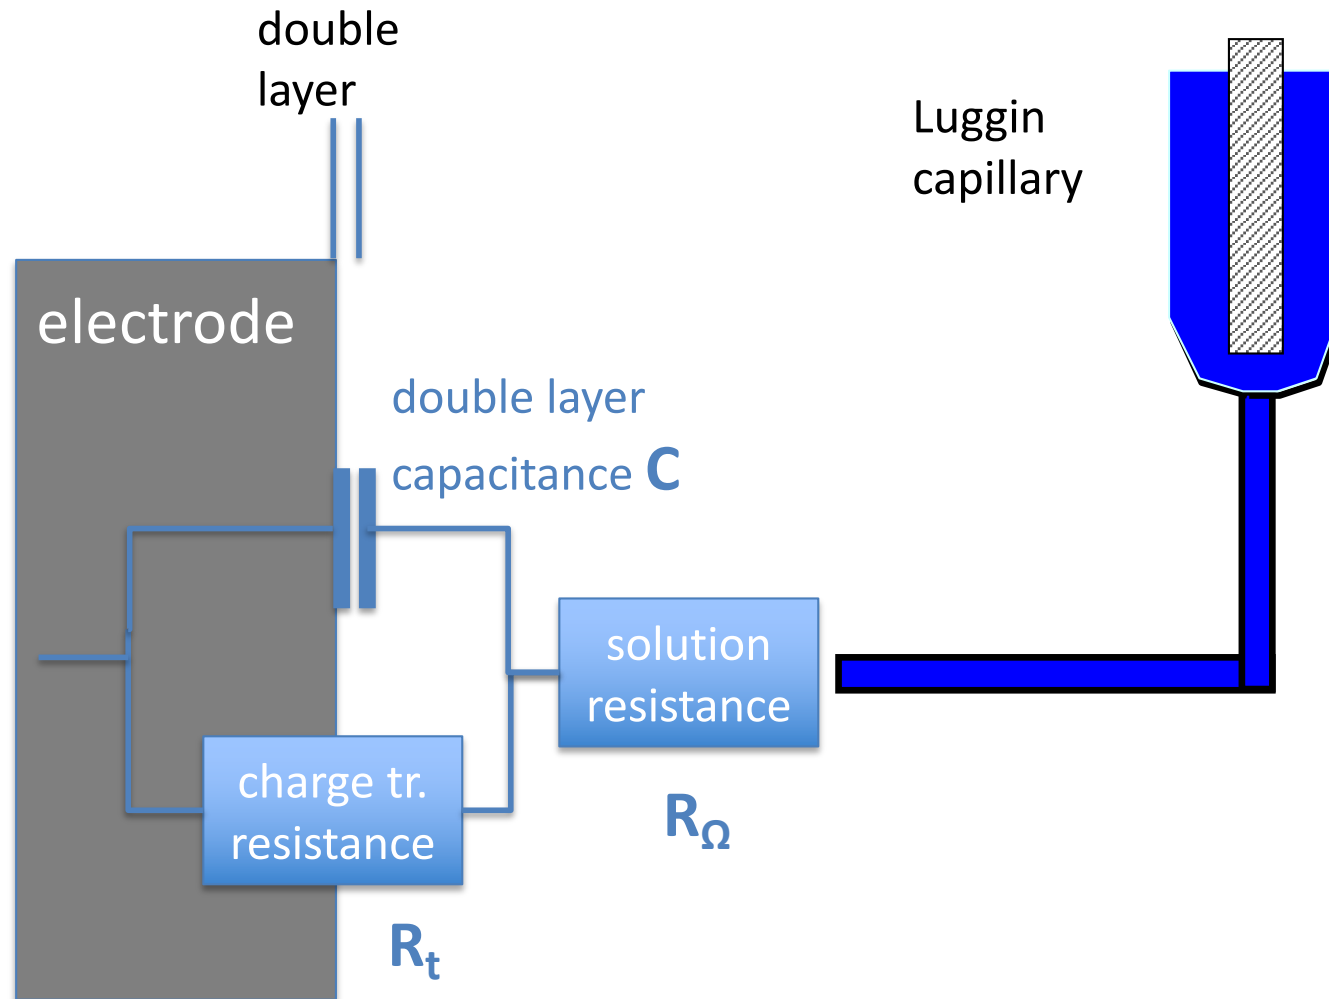 double
layer
Luggin
capillary
electrode
double layer
capacitance C
solution
resistance
charge tr.
resistance
RΩ
Rt